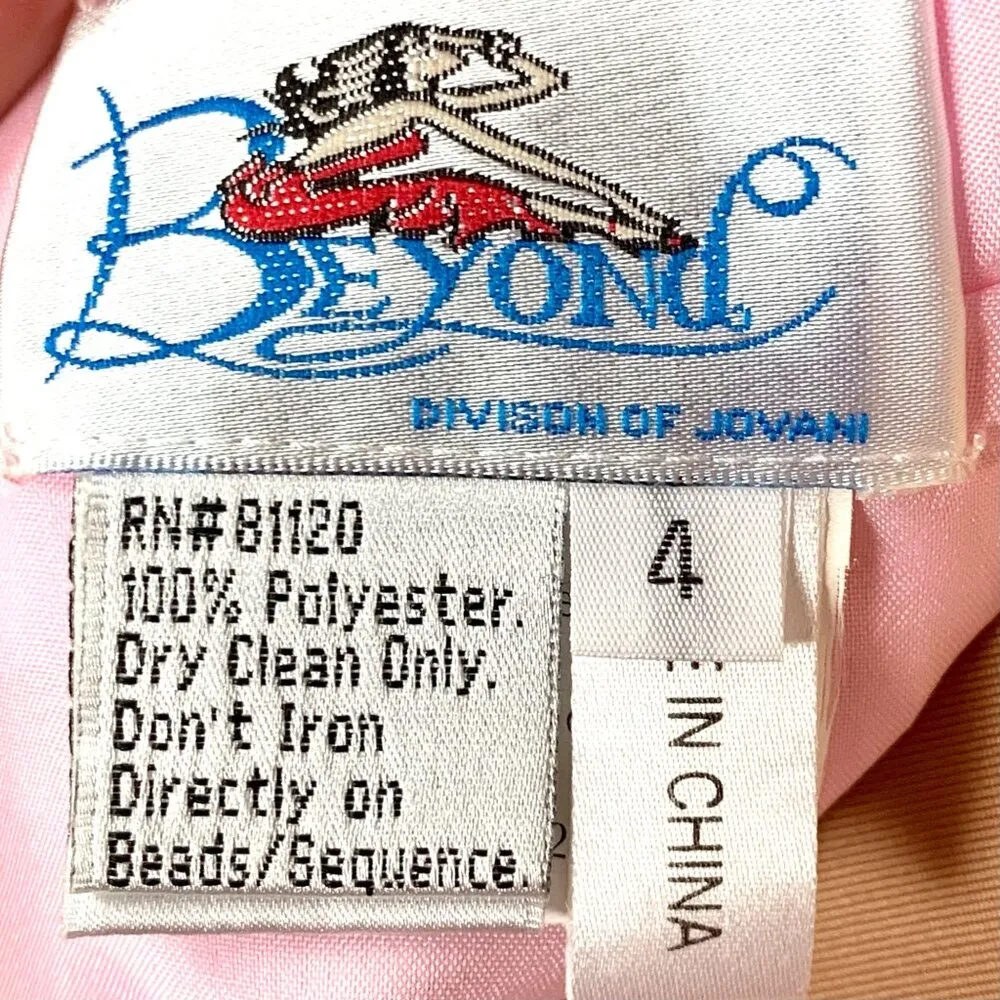 BEYOND
DIVISON OF JOVANI
RN#81120
100% Polyester.
Dry Clean Only.
Don't Iron
Directly on
Beads/Sequence
4
E IN CHINA
2